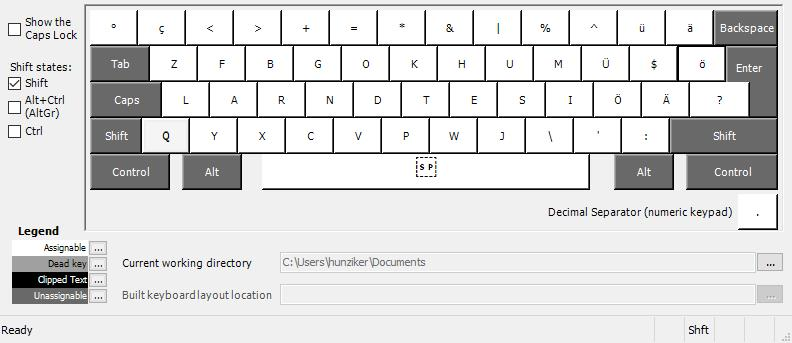 Show the
Caps Lock
Shift states:
Shift
Alt+Ctrl
(AltGr)
Ctrl
° ç < > + = * & | % ^ ü ä Backspace
Tab Z F B G O K H U M Ü $ ö Enter
Caps L A R N D T E S I Ö Ä ?
Shift Q Y X C V P W J \ ' : Shift
Control Alt SP Alt Control
Decimal Separator (numeric keypad) .
Legend
Assignable ...
Dead key ...
Clipped Text ...
Unassignable ...
Current working directory C:\Users\hunziker\Documents ...
Built keyboard layout location ...
Ready Shft